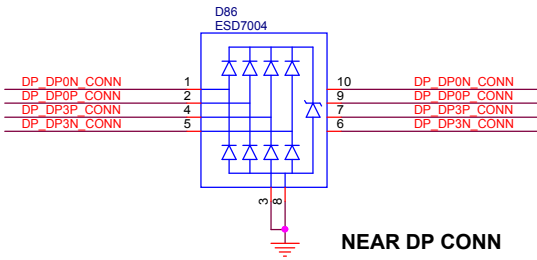 D86
ESD7004
DP_DP0N_CONN 1 10 DP_DP0N_CONN
DP_DP0P_CONN 2 9 DP_DP0P_CONN
DP_DP3P_CONN 4 7 DP_DP3P_CONN
DP_DP3N_CONN 5 6 DP_DP3N_CONN
3 8
NEAR DP CONN